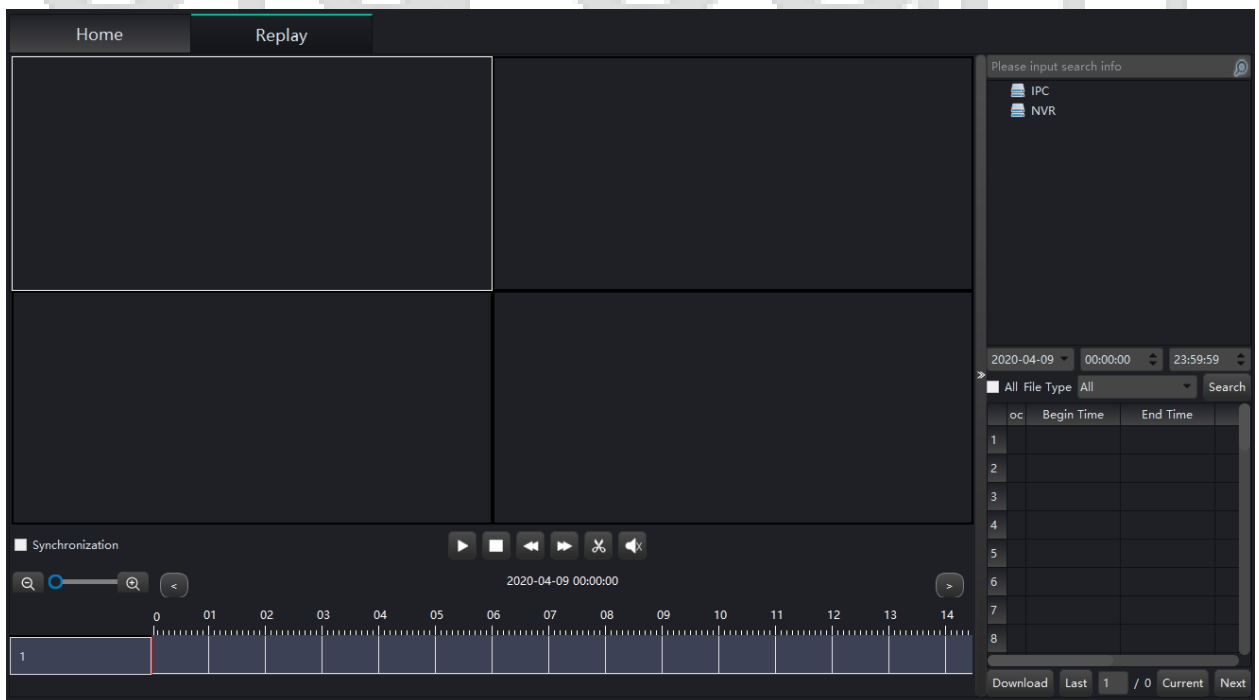 Home Replay
Please input search info
IPC
NVR
2020-04-09 00:00:00 23:59:59
All File Type All Search
oc Begin Time End Time
1
2
3
4
5
6
7
8
Download Last 1 / 0 Current Next
Synchronization
2020-04-09 00:00:00
< >
0 01 02 03 04 05 06 07 08 09 10 11 12 13 14
1